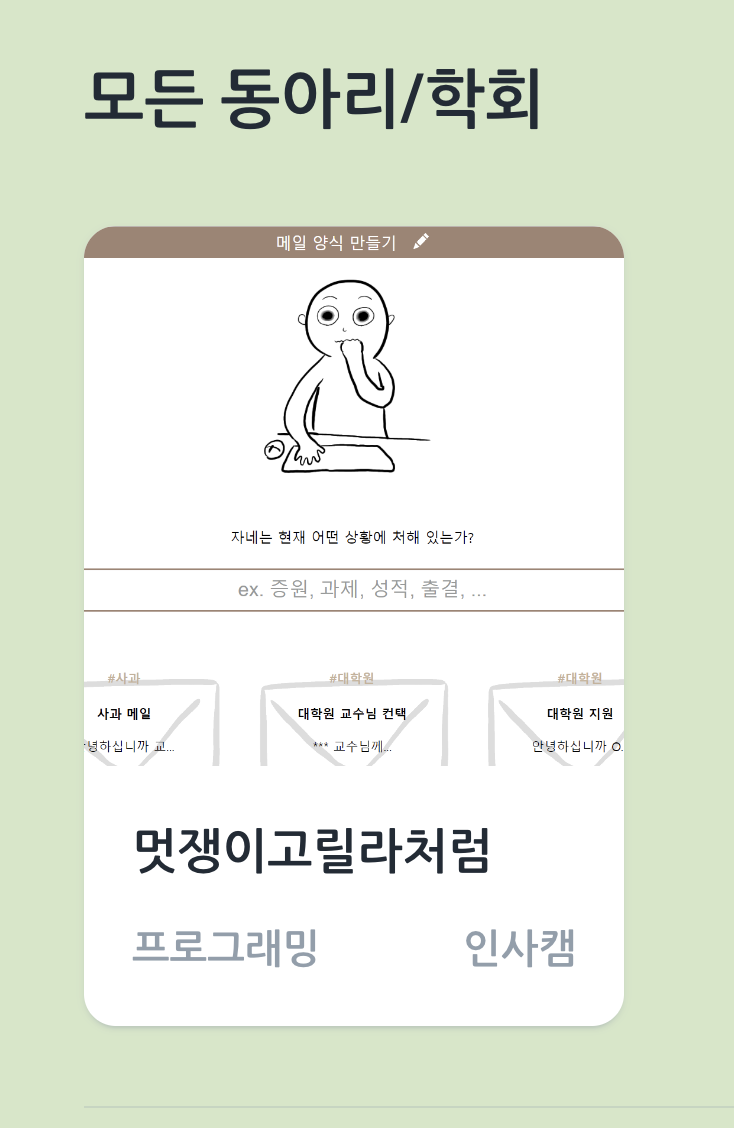 모든 동아리/학회
메일 양식 만들기
자네는 현재 어떤 상황에 처해 있는가?
ex. 증원, 과제, 성적, 출결, ...
#사과 #대학원 #대학원
사과 메일 대학원 교수님 컨택 대학원 지원
녕하십니까 교... *** 교수님께... 안녕하십니까 O.
멋쟁이고릴라처럼
프로그래밍 인사캠